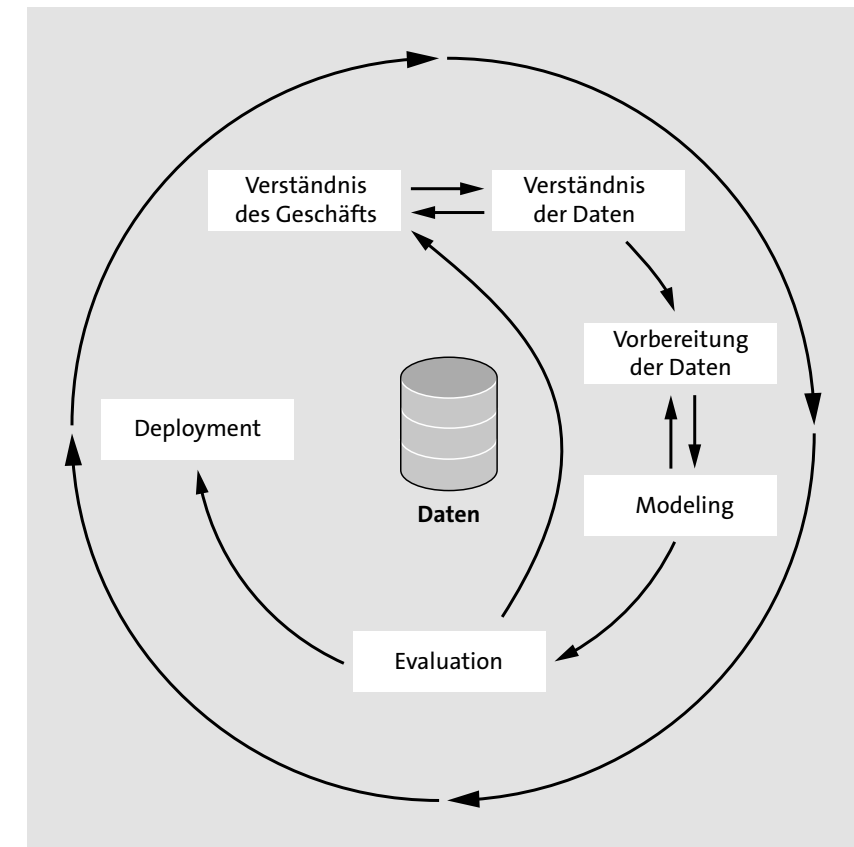 Verständnis
des Geschäfts
Verständnis
der Daten
Vorbereitung
der Daten
Deployment
Modeling
Daten
Evaluation